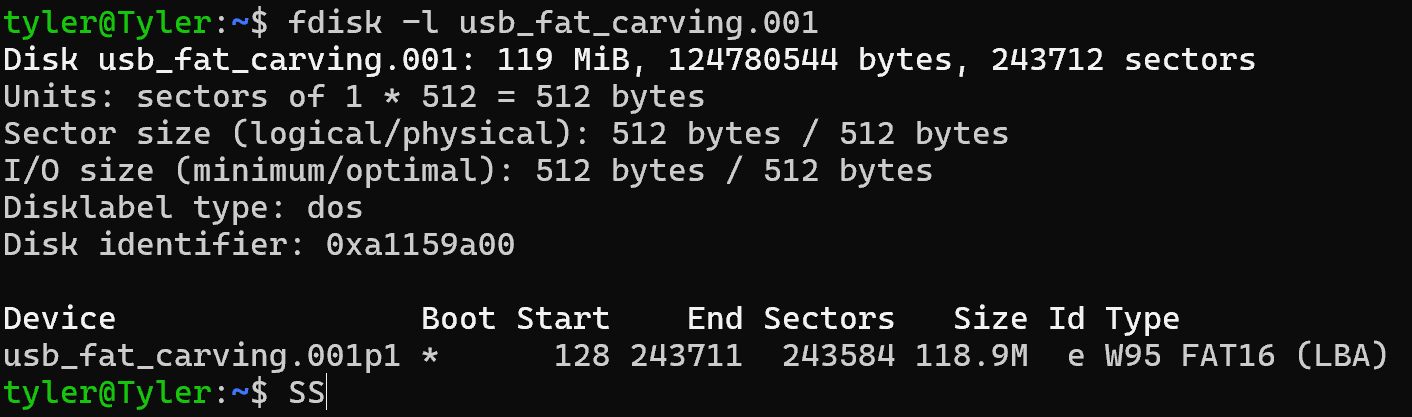 tyler@Tyler:~$ fdisk -l usb_fat_carving.001
Disk usb_fat_carving.001: 119 MiB, 124780544 bytes, 243712 sectors
Units: sectors of 1 * 512 = 512 bytes
Sector size (logical/physical): 512 bytes / 512 bytes
I/O size (minimum/optimal): 512 bytes / 512 bytes
Disklabel type: dos
Disk identifier: 0xa1159a00
Device Boot Start End Sectors Size Id Type
usb_fat_carving.001p1 * 128 243711 243584 118.9M e W95 FAT16 (LBA)
tyler@Tyler:~$ SS